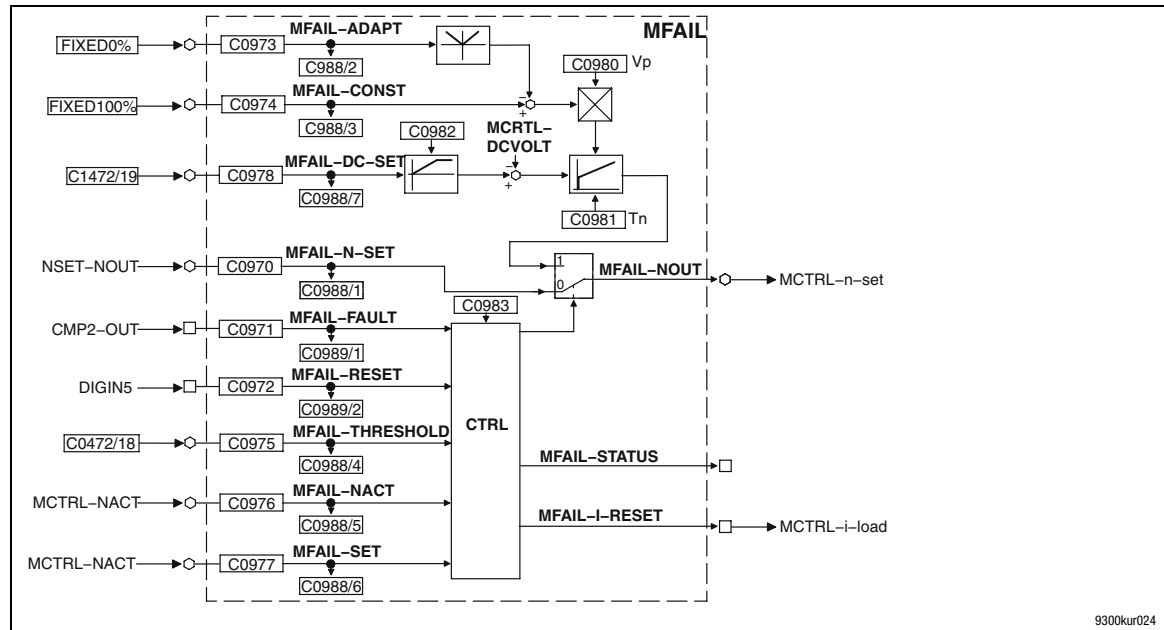 MFAIL
FIXED0%
C0973
MFAIL–ADAPT
C988/2
C0980 Vp
FIXED100%
C0974
MFAIL–CONST
C988/3
–
+
C0982
MCRTL–
DCVOLT
C1472/19
C0978
MFAIL–DC–SET
C0988/7
–
+
C0981 Tn
NSET–NOUT
C0970
MFAIL–N–SET
C0988/1
1
0
MFAIL–NOUT
MCTRL–n–set
C0983
CMP2–OUT
C0971
MFAIL–FAULT
C0989/1
DIGIN5
C0972
MFAIL–RESET
C0989/2
CTRL
C0472/18
C0975
MFAIL–THRESHOLD
C0988/4
MFAIL–STATUS
MCTRL–NACT
C0976
MFAIL–NACT
C0988/5
MFAIL–I–RESET
MCTRL–i–load
MCTRL–NACT
C0977
MFAIL–SET
C0988/6
9300kur024